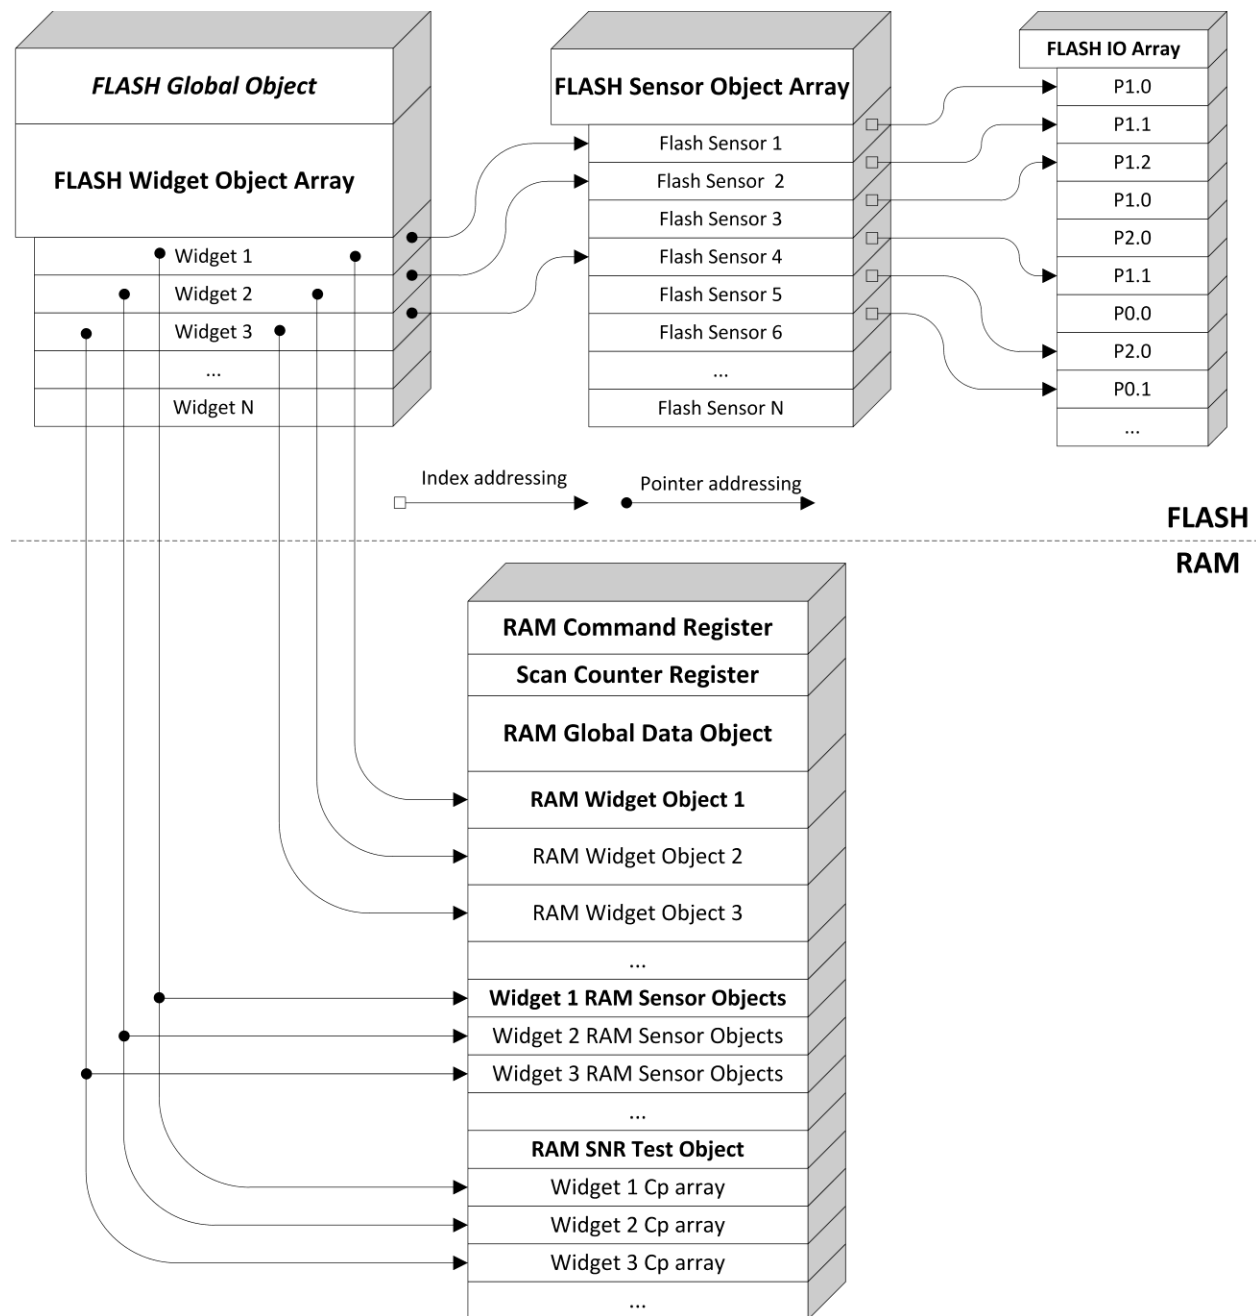 FLASH Global Object
FLASH Widget Object Array
Widget 1
Widget 2
Widget 3
...
Widget N
FLASH Sensor Object Array
Flash Sensor 1
Flash Sensor 2
Flash Sensor 3
Flash Sensor 4
Flash Sensor 5
Flash Sensor 6
...
Flash Sensor N
FLASH IO Array
P1.0
P1.1
P1.2
P1.0
P2.0
P1.1
P0.0
P2.0
P0.1
...
Index addressing
Pointer addressing
FLASH
RAM
RAM Command Register
Scan Counter Register
RAM Global Data Object
RAM Widget Object 1
RAM Widget Object 2
RAM Widget Object 3
...
Widget 1 RAM Sensor Objects
Widget 2 RAM Sensor Objects
Widget 3 RAM Sensor Objects
...
RAM SNR Test Object
Widget 1 Cp array
Widget 2 Cp array
Widget 3 Cp array
...